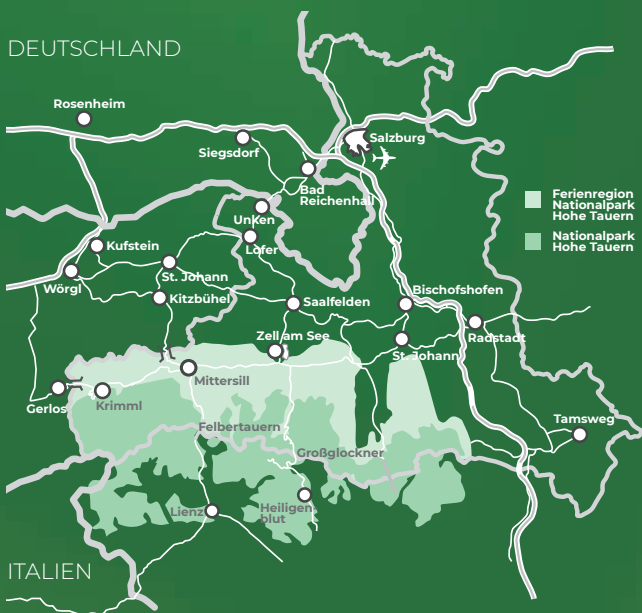 DEUTSCHLAND
Rosenheim
Salzburg
Siegsdorf
Bad
Reichenhall
Ferienregion
Nationalpark
Hohe Tauern
Nationalpark
Hohe Tauern
Unken
Kufstein
Lofer
St. Johann
Wörgl
Kitzbühel
Saalfelden
Bischofshofen
Zell am See
Radstadt
St. Johann
Mittersill
Gerlos
Krimml
Tamsweg
Felbertauern
Großglockner
Lienz
Heiligen-
blut
ITALIEN